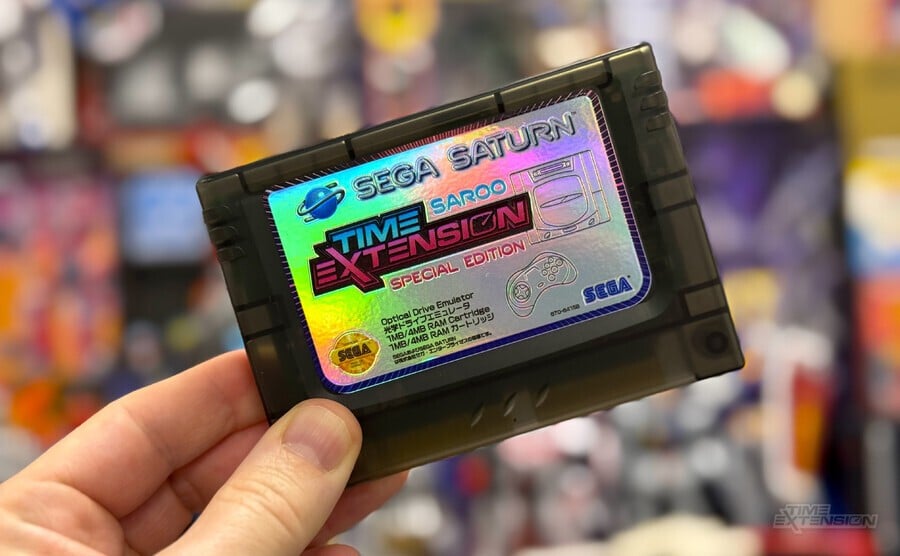 SEGA SATURN™
SAROO
TIME
EXTENSION
SPECIAL EDITION
Optical Drive Emulator
光学ドライブエミュレータ
1MB/4MB RAM Cartridge
1MB/4MB RAM カートリッジ
SEGA
SEGA
TIME
EXTENSION